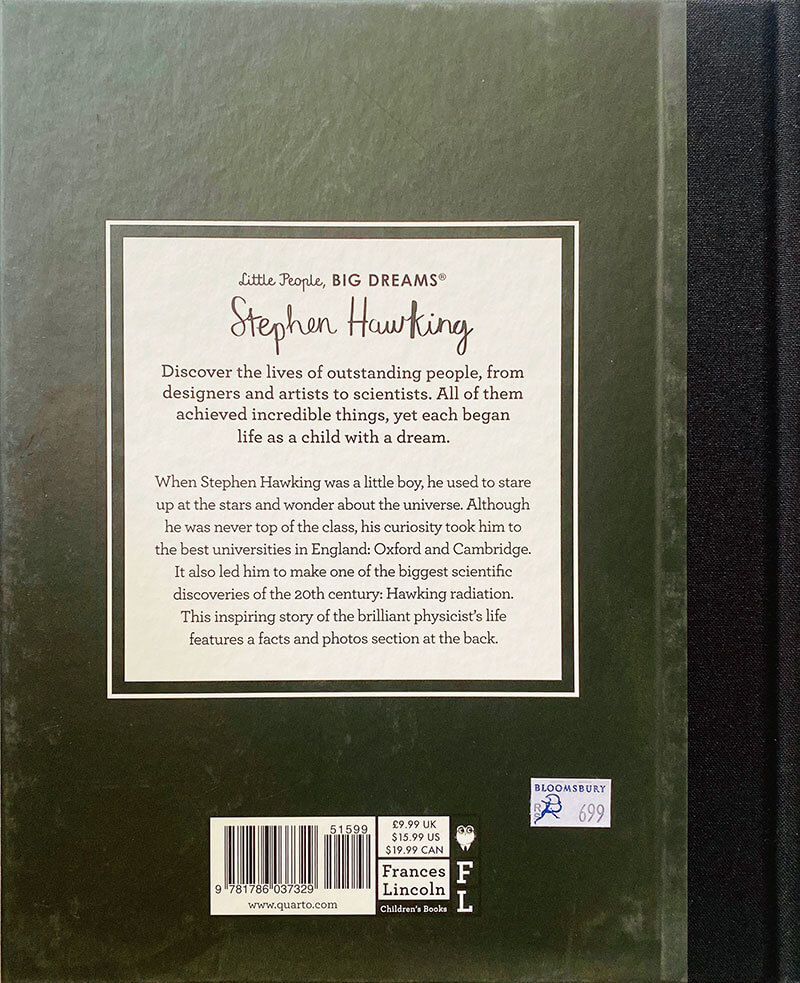 Little People, BIG DREAMS®
Stephen Hawking
Discover the lives of outstanding people, from
designers and artists to scientists. All of them
achieved incredible things, yet each began
life as a child with a dream.
When Stephen Hawking was a little boy, he used to stare
up at the stars and wonder about the universe. Although
he was never top of the class, his curiosity took him to
the best universities in England: Oxford and Cambridge.
It also led him to make one of the biggest scientific
discoveries of the 20th century: Hawking radiation.
This inspiring story of the brilliant physicist's life
features a facts and photos section at the back.
BLOOMSBURY
RS 699
51599
9 781786 037329
www.quarto.com
£9.99 UK
$15.99 US
$19.99 CAN
Frances
Lincoln
Children's Books
F
L